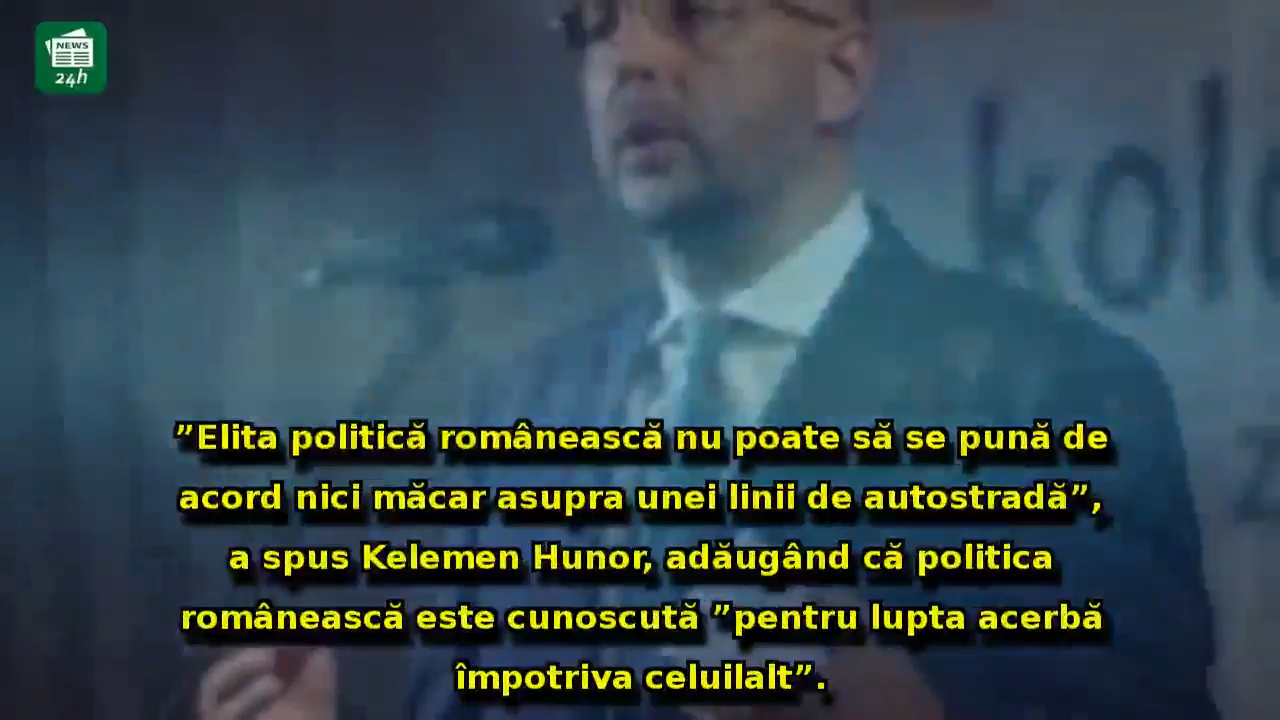 NEWS
24h
”Elita politică românească nu poate să se pună de
acord nici măcar asupra unei linii de autostradă”,
a spus Kelemen Hunor, adăugând că politica
românească este cunoscută ”pentru lupta acerbă
împotriva celuilalt”.